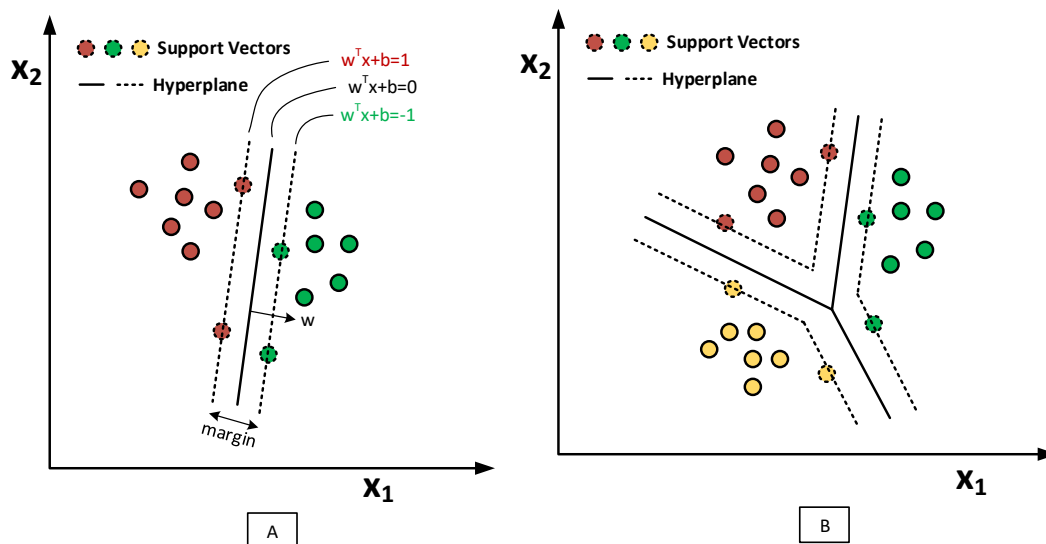 X₂
Support Vectors
Hyperplane
wᵀx+b=1
wᵀx+b=0
wᵀx+b=-1
w
margin
X₁
A
X₂
Support Vectors
Hyperplane
X₁
B